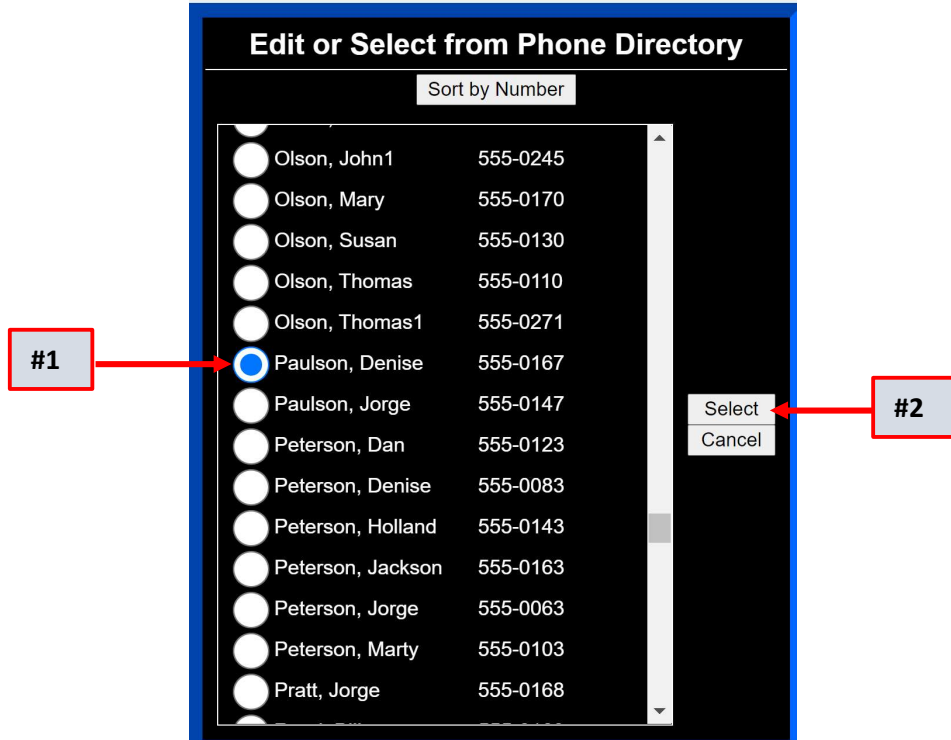 Edit or Select from Phone Directory
Sort by Number
Olson, John1 555-0245
Olson, Mary 555-0170
Olson, Susan 555-0130
Olson, Thomas 555-0110
Olson, Thomas1 555-0271
#1
Paulson, Denise 555-0167
Paulson, Jorge 555-0147
Select
#2
Cancel
Peterson, Dan 555-0123
Peterson, Denise 555-0083
Peterson, Holland 555-0143
Peterson, Jackson 555-0163
Peterson, Jorge 555-0063
Peterson, Marty 555-0103
Pratt, Jorge 555-0168